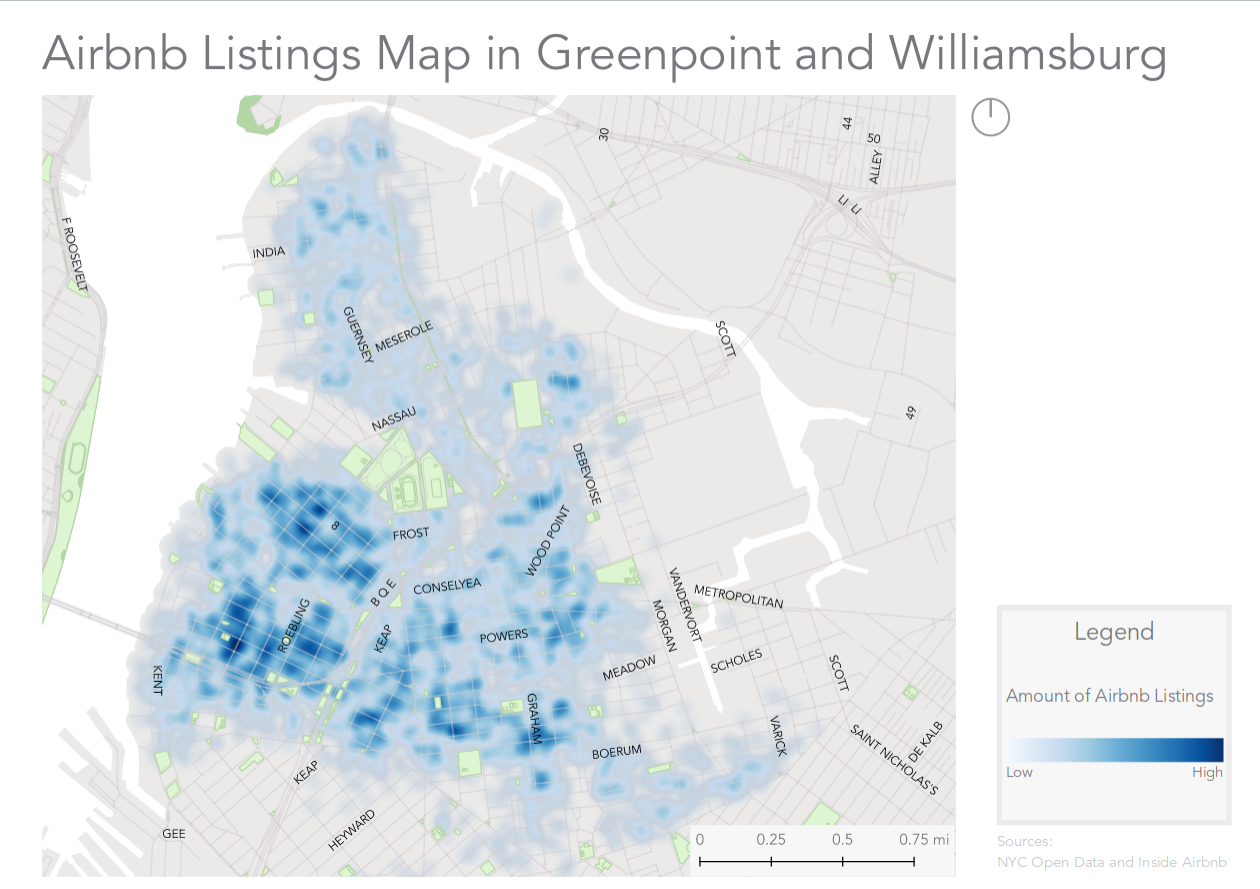 Airbnb Listings Map in Greenpoint and Williamsburg
30
44
50
ALLEY
LI LI
F ROOSEVELT
INDIA
GUERNSEY
MESEROLE
SCOTT
NASSAU
49
DEBEVOISE
8
FROST
WOOD POINT
B Q E
CONSELYEA
VANDERVORT
METROPOLITAN
ROEBLING
MORGAN
KEAP
POWERS
KENT
MEADOW
SCHOLES
SCOTT
GRAHAM
VARICK
BOERUM
SAINT NICHOLAS'S
DE KALB
KEAP
GEE
HEYWARD
0 0.25 0.5 0.75 mi
Legend
Amount of Airbnb Listings
Low High
Sources:
NYC Open Data and Inside Airbnb